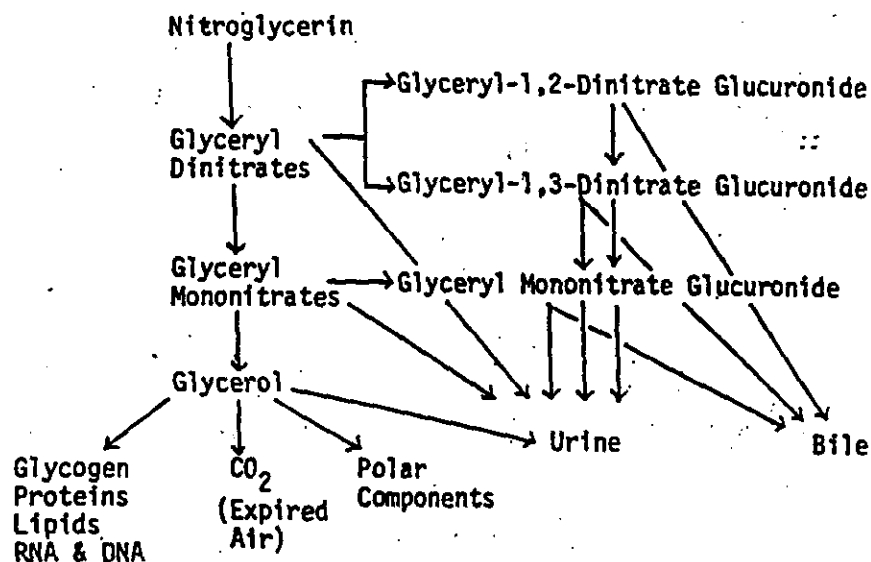 Nitroglycerin
Glyceryl-1,2-Dinitrate Glucuronide
Glyceryl
Dinitrates
Glyceryl-1,3-Dinitrate Glucuronide
Glyceryl
Mononitrates
Glyceryl Mononitrate Glucuronide
Glycerol
Urine
Bile
Glycogen
Proteins
Lipids
RNA & DNA
CO2
(Expired
Air)
Polar
Components